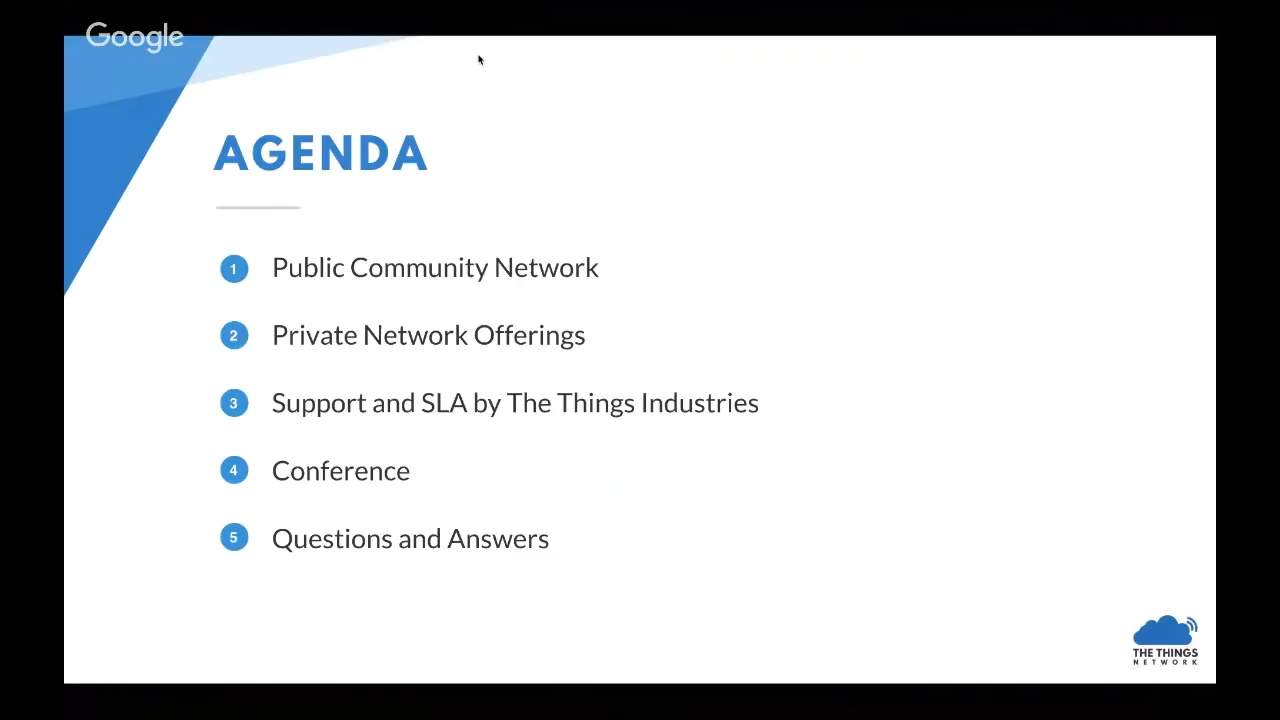 Google
AGENDA
1 Public Community Network
2 Private Network Offerings
3 Support and SLA by The Things Industries
4 Conference
5 Questions and Answers
THE THINGS
NETWORK